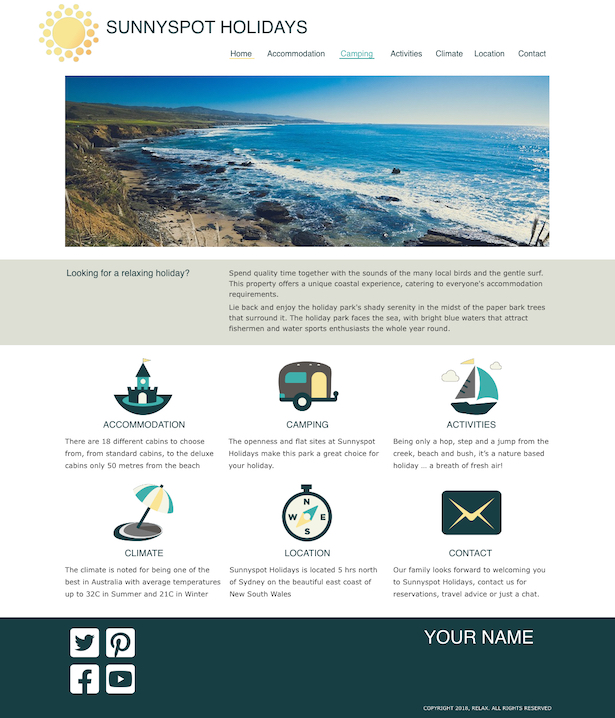 SUNNYSPOT HOLIDAYS
Home Accommodation Camping Activities Climate Location Contact
Looking for a relaxing holiday?
Spend quality time together with the sounds of the many local birds and the gentle surf.
This property offers a unique coastal experience, catering to everyone's accommodation
requirements.
Lie back and enjoy the holiday park's shady serenity in the midst of the paper bark trees
that surround it. The holiday park faces the sea, with bright blue waters that attract
fishermen and water sports enthusiasts the whole year round.
ACCOMMODATION
There are 18 different cabins to choose
from, from standard cabins, to the deluxe
cabins only 50 metres from the beach
CAMPING
The openness and flat sites at Sunnyspot
Holidays make this park a great choice for
your holiday.
ACTIVITIES
Being only a hop, step and a jump from the
creek, beach and bush, it's a nature based
holiday ... a breath of fresh air!
CLIMATE
The climate is noted for being one of the
best in Australia with average temperatures
up to 32C in Summer and 21C in Winter
N
W E
S
LOCATION
Sunnyspot Holidays is located 5 hrs north
of Sydney on the beautiful east coast of
New South Wales
CONTACT
Our family looks forward to welcoming you
to Sunnyspot Holidays, contact us for
reservations, travel advice or just a chat.
YOUR NAME
COPYRIGHT 2018, RELAX. ALL RIGHTS RESERVED